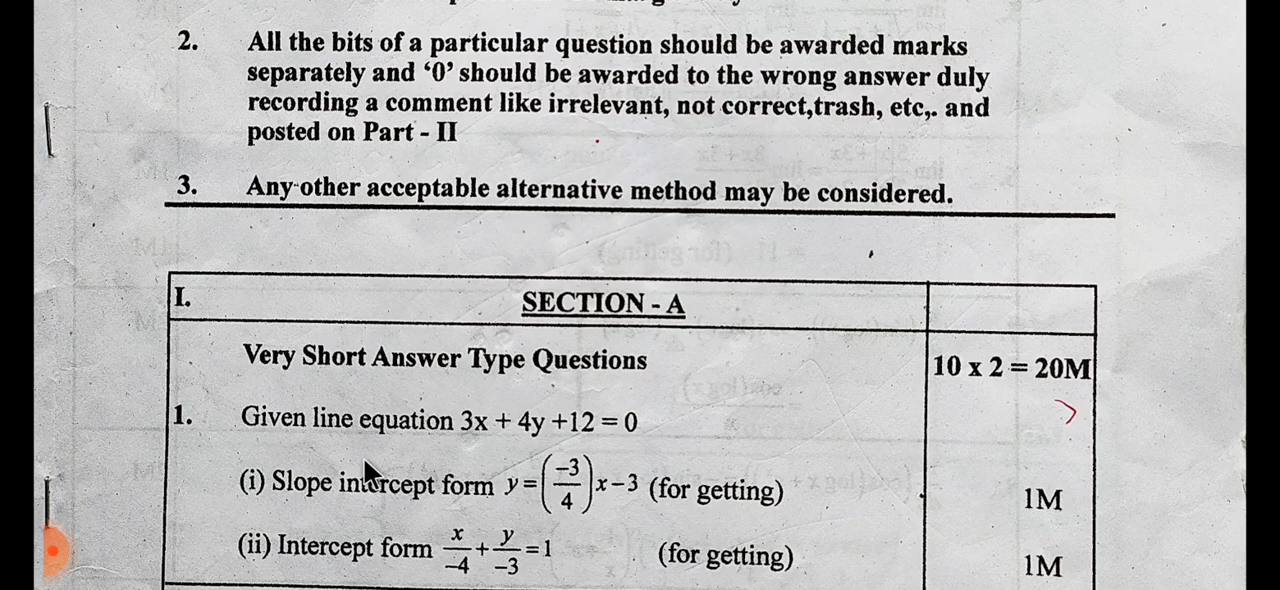 2. All the bits of a particular question should be awarded marks
separately and ‘0’ should be awarded to the wrong answer duly
recording a comment like irrelevant, not correct,trash, etc,. and
posted on Part - II
3. Any other acceptable alternative method may be considered.
I. SECTION - A
Very Short Answer Type Questions 10 x 2 = 20M
1. Given line equation 3x + 4y +12 = 0
(i) Slope intercept form y = (-3/4) x - 3 (for getting) 1M
(ii) Intercept form x/-4 + y/-3 = 1 (for getting) 1M